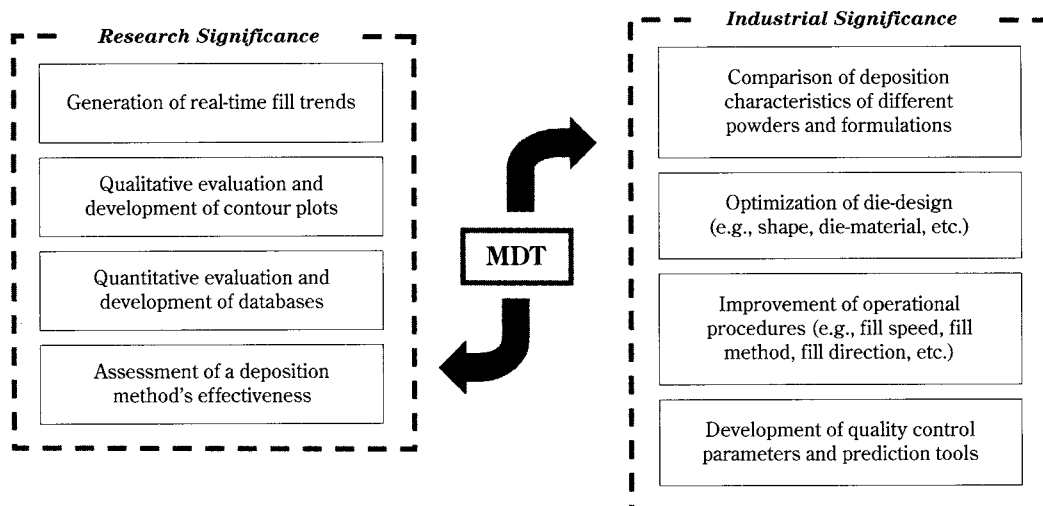 Research Significance
Generation of real-time fill trends
Qualitative evaluation and
development of contour plots
Quantitative evaluation and
development of databases
Assessment of a deposition
method's effectiveness
MDT
Industrial Significance
Comparison of deposition
characteristics of different
powders and formulations
Optimization of die-design
(e.g., shape, die-material, etc.)
Improvement of operational
procedures (e.g., fill speed, fill
method, fill direction, etc.)
Development of quality control
parameters and prediction tools